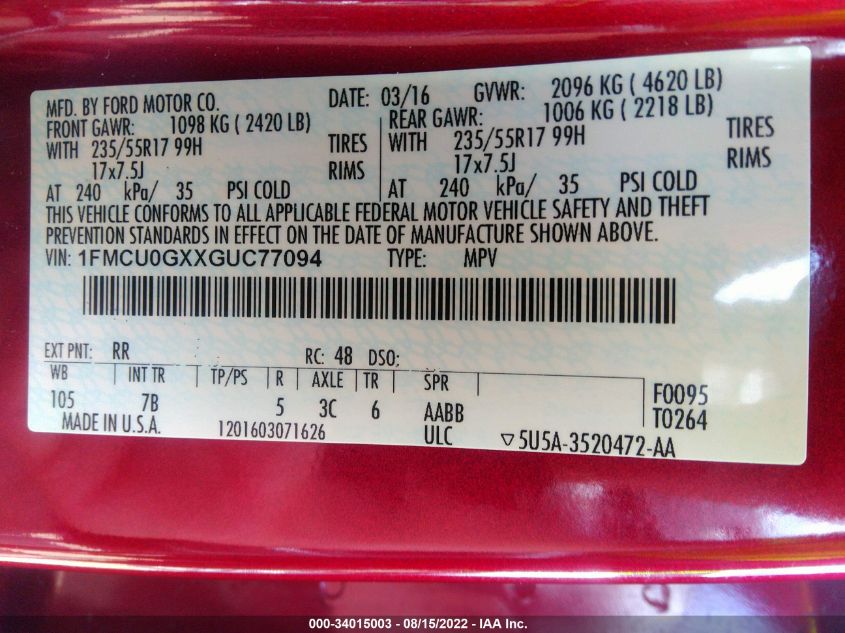 MFD. BY FORD MOTOR CO. DATE: 03/16 GVWR: 2096 KG ( 4620 LB)
FRONT GAWR: 1098 KG ( 2420 LB) REAR GAWR: 1006 KG ( 2218 LB)
WITH 235/55R17 99H TIRES WITH 235/55R17 99H TIRES
17x7.5J RIMS 17x7.5J RIMS
AT 240 kPa/ 35 PSI COLD AT 240 kPa/ 35 PSI COLD
THIS VEHICLE CONFORMS TO ALL APPLICABLE FEDERAL MOTOR VEHICLE SAFETY AND THEFT
PREVENTION STANDARDS IN EFFECT ON THE DATE OF MANUFACTURE SHOWN ABOVE.
VIN: 1FMCU0GXXGUC77094 TYPE: MPV
EXT PNT: RR RC: 48 DSO:
WB INT TR TP/PS R AXLE TR SPR
105 7B 5 3C 6 AABB F0095
MADE IN U.S.A. 1201603071626 ULC T0264
▽5U5A-3520472-AA
000-34015003 - 08/15/2022 - IAA Inc.